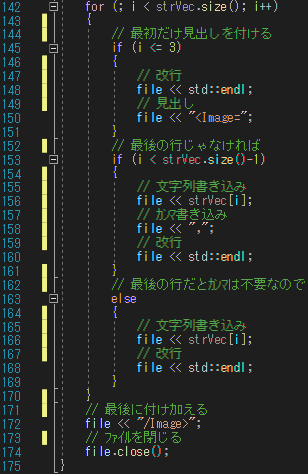 142 for (; i < strVec.size(); i++)
143 {
144 // 最初だけ見出しを付ける
145 if (i <= 3)
146 {
147 // 改行
148 file << std::endl;
149 // 見出し
150 file << "<Image=";
151 }
152 // 最後の行じゃなければ
153 if (i < strVec.size()-1)
154 {
155 // 文字列書き込み
156 file << strVec[i];
157 // カンマ書き込み
158 file << ",";
159 // 改行
160 file << std::endl;
161 }
162 // 最後の行だとカンマは不要なので
163 else
164 {
165 // 文字列書き込み
166 file << strVec[i];
167 // 改行
168 file << std::endl;
169 }
170 }
171 // 最後に付け加える
172 file << "/Image>";
173 // ファイルを閉じる
174 file.close();
175